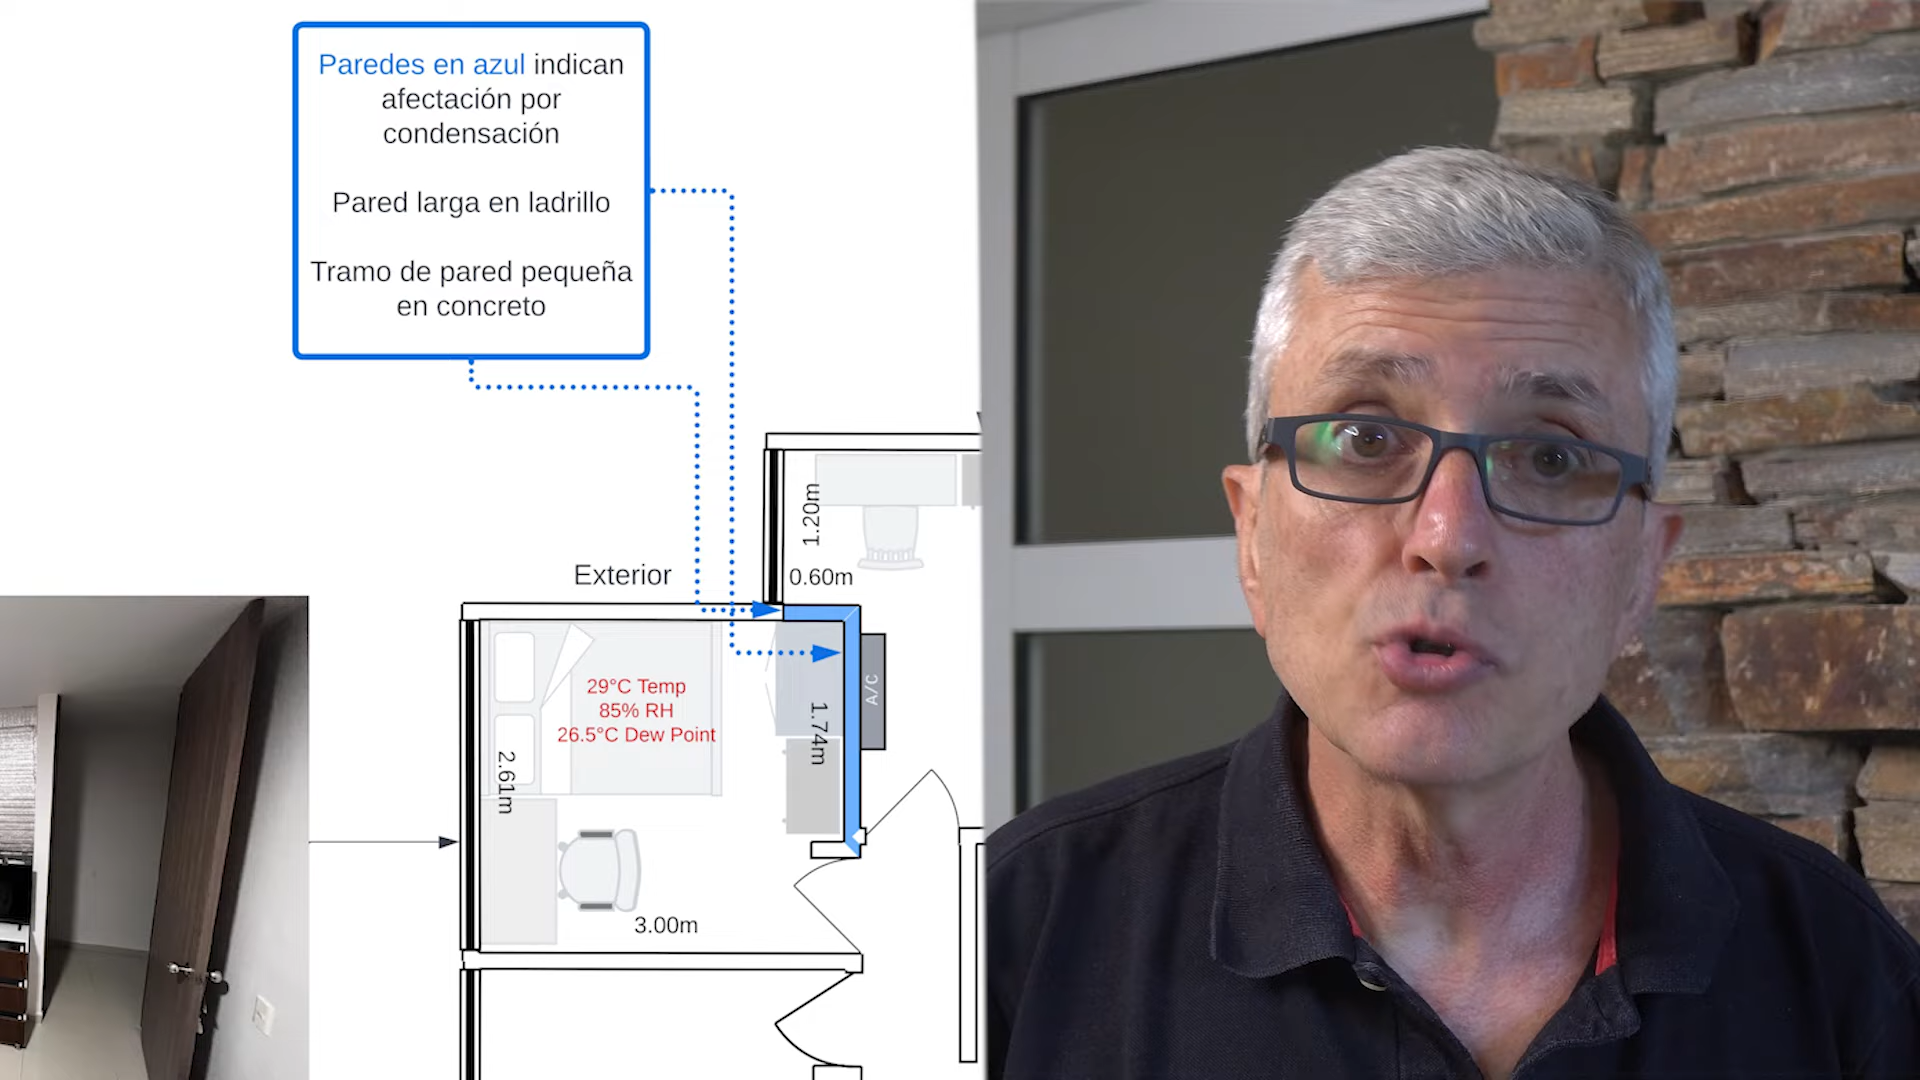 Paredes en azul indican
afectación por
condensación
Pared larga en ladrillo
Tramo de pared pequeña
en concreto
1.20m
Exterior
0.60m
29°C Temp
85% RH
26.5°C Dew Point
A/C
1.74m
2.61m
3.00m